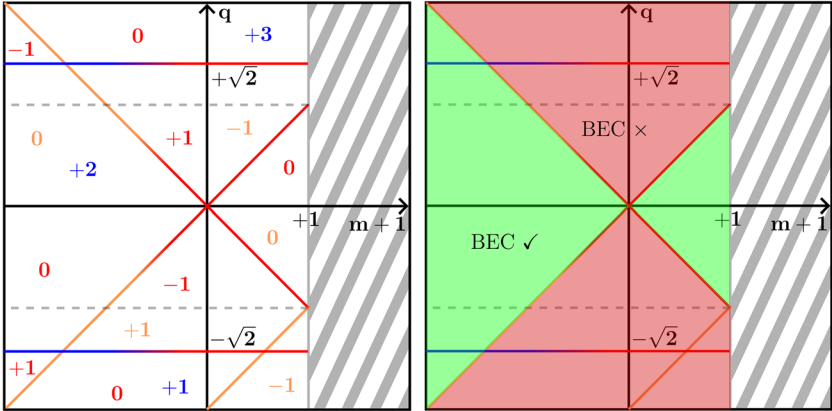 0 q +3
−1
+√2
0 +1 −1
+2 0
+1 m + 1
0 0
−1
+1 −√2
+1 0 +1 −1
q
+√2
BEC ×
+1 m + 1
BEC ✓
−√2